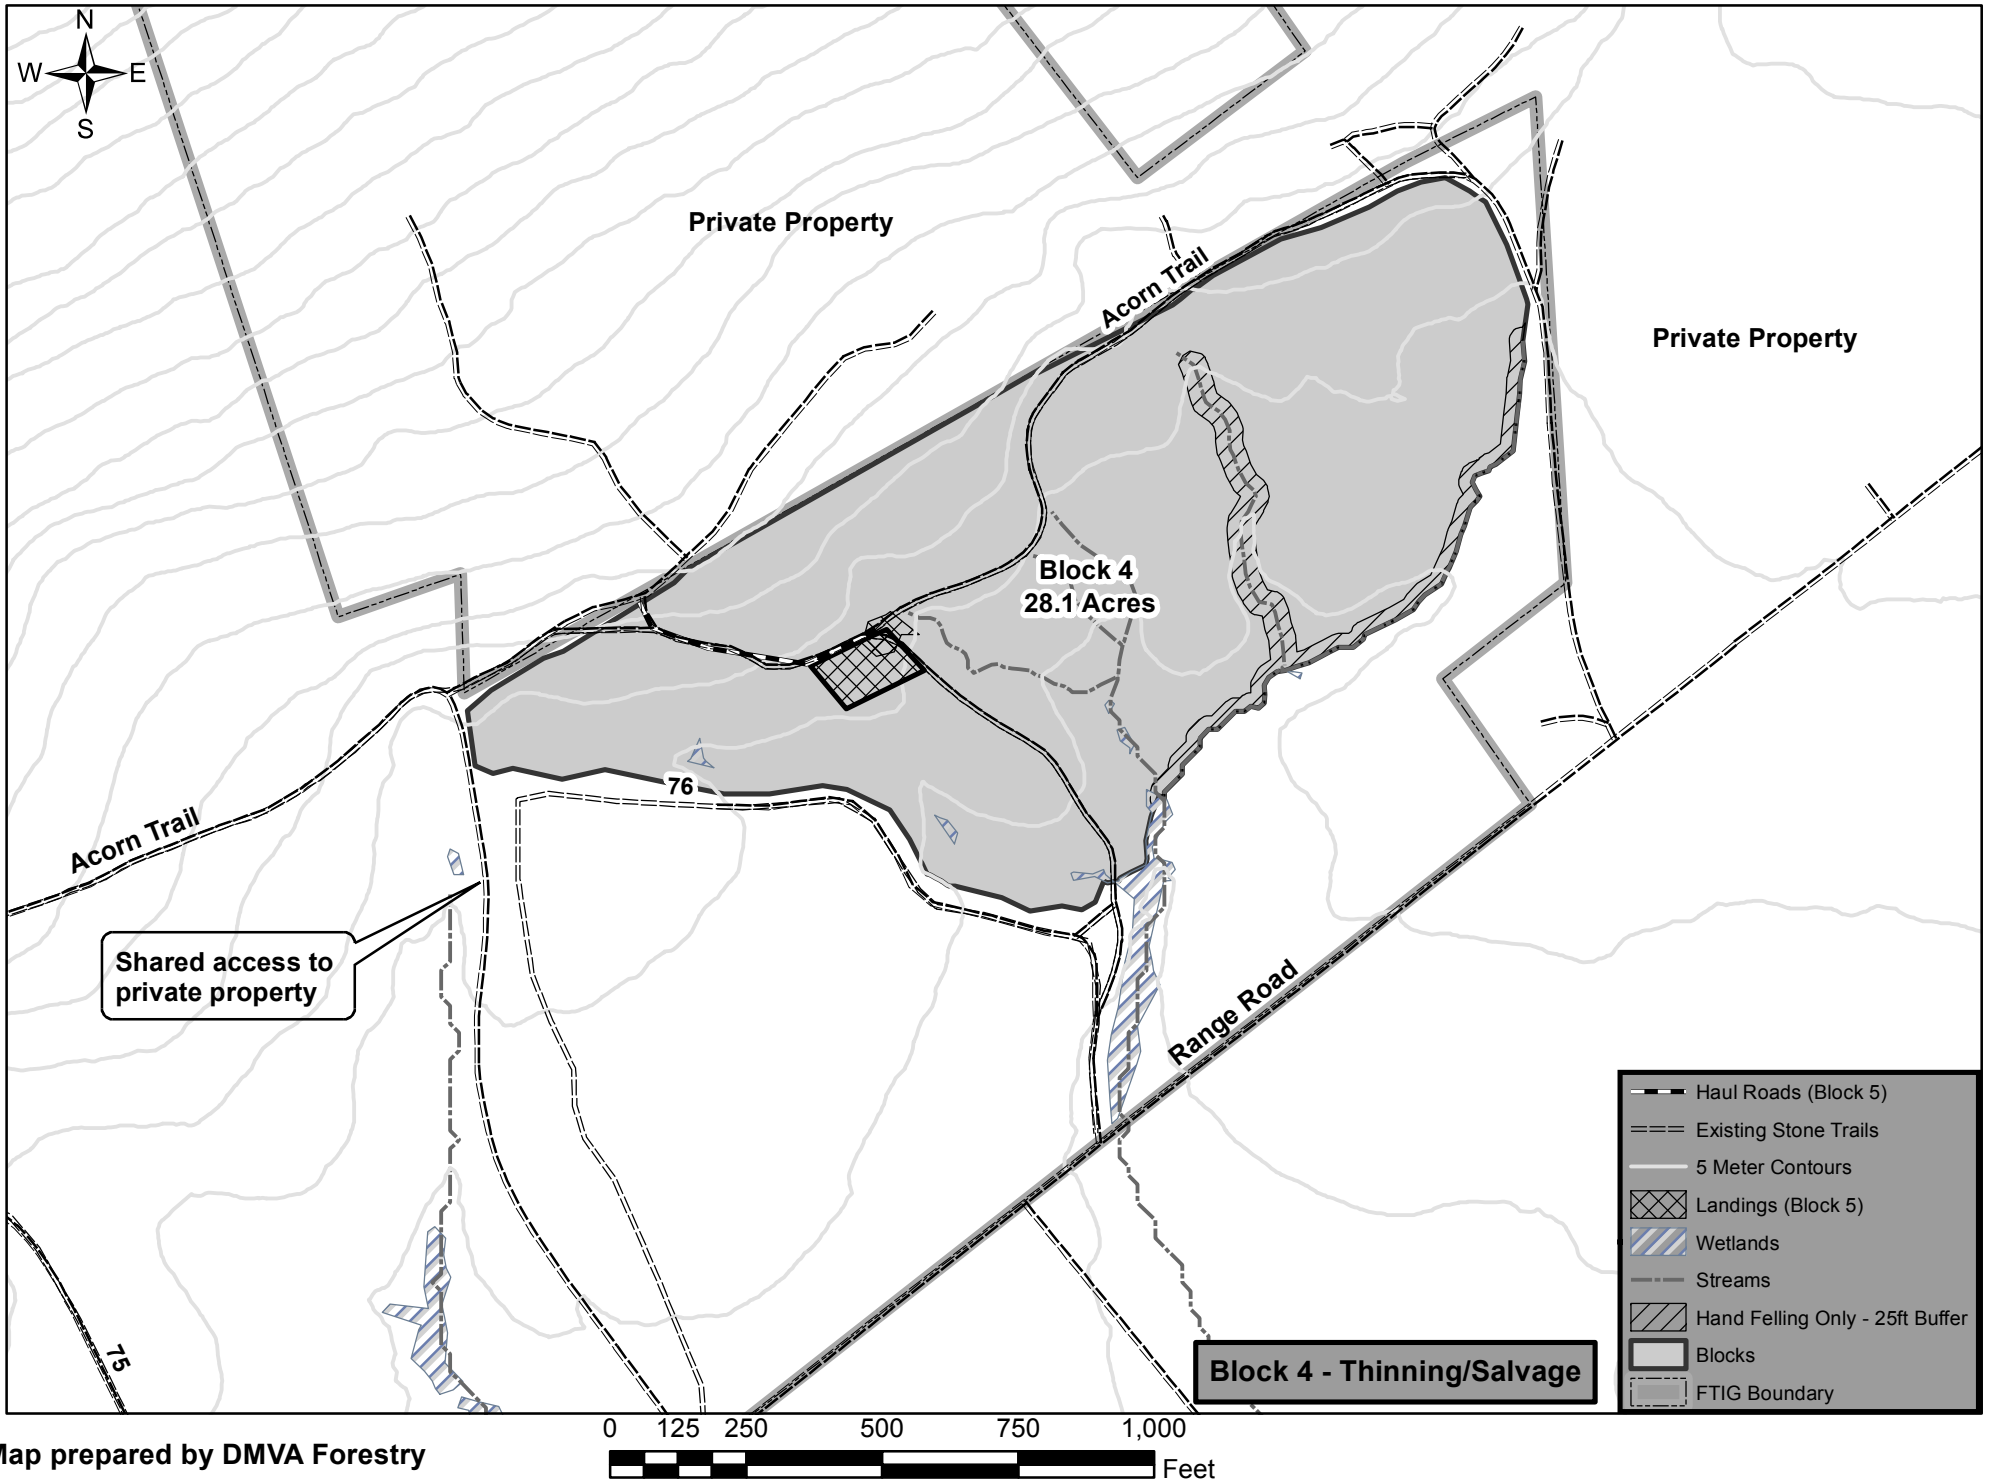 N
W E
S
Private Property
Acorn Trail
Private Property
Block 4
28.1 Acres
76
Acorn Trail
Shared access to
private property
Range Road
75
Haul Roads (Block 5)
Existing Stone Trails
5 Meter Contours
Landings (Block 5)
Wetlands
Streams
Hand Felling Only - 25ft Buffer
Blocks
FTIG Boundary
Block 4 - Thinning/Salvage
0 125 250 500 750 1,000
Feet
Map prepared by DMVA Forestry